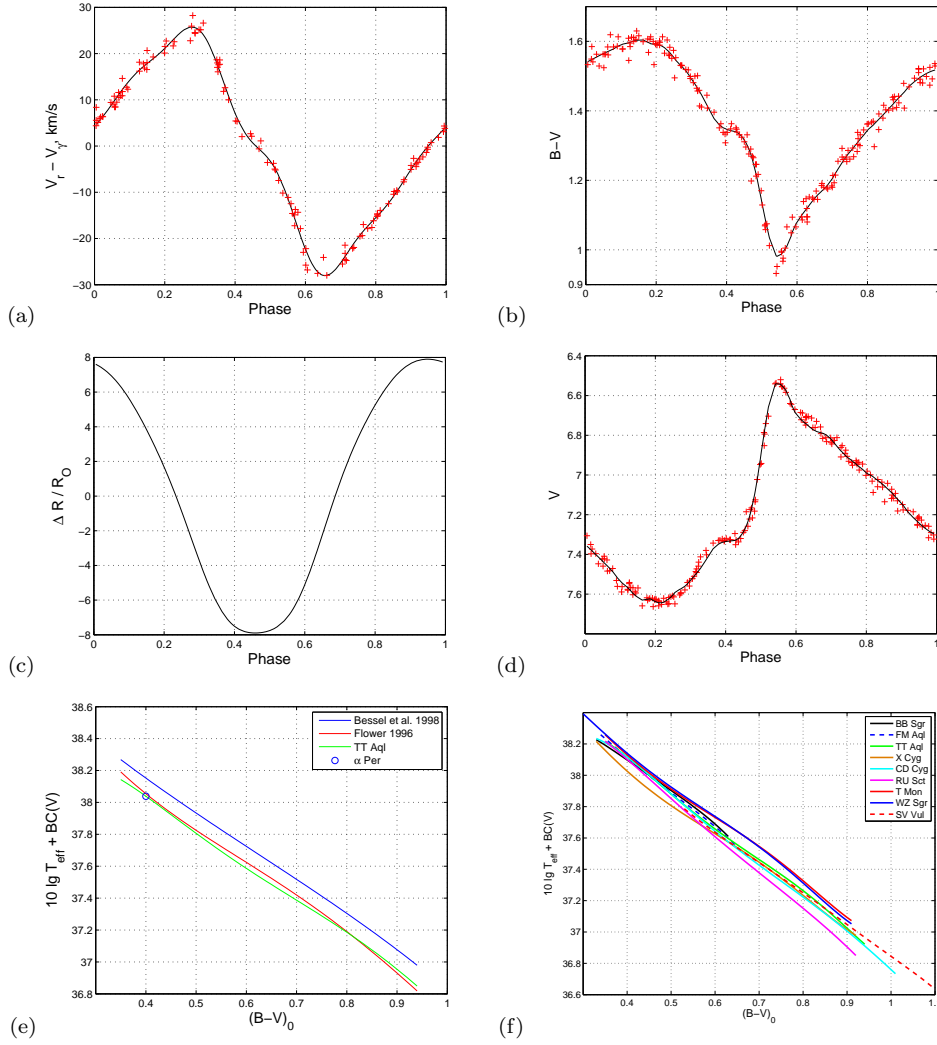 30
20
10
0
−10
−20
−30
0 0.2 0.4 0.6 0.8 1
V_r − V_γ, km/s
Phase
(a)
1.6
1.4
1.2
1
0.9
0 0.2 0.4 0.6 0.8 1
B−V
Phase
(b)
8
6
4
2
0
−2
−4
−6
−8
0 0.2 0.4 0.6 0.8 1
Δ R / R_O
Phase
(c)
6.4
6.6
6.8
7
7.2
7.4
7.6
0 0.2 0.4 0.6 0.8 1
V
Phase
(d)
38.6
38.4
38.2
38
37.8
37.6
37.4
37.2
37
36.8
0.4 0.5 0.6 0.7 0.8 0.9 1
10 lg T_eff + BC(V)
(B−V)_0
Bessel et al. 1998
Flower 1996
TT Aql
α Per
(e)
38.2
38
37.8
37.6
37.4
37.2
37
36.8
36.6
0.4 0.5 0.6 0.7 0.8 0.9 1 1.1
10 lg T_eff + BC(V)
(B−V)_0
BB Sgr
FM Aql
TT Aql
X Cyg
CD Cyg
RU Sct
T Mon
WZ Sgr
SV Vul
(f)